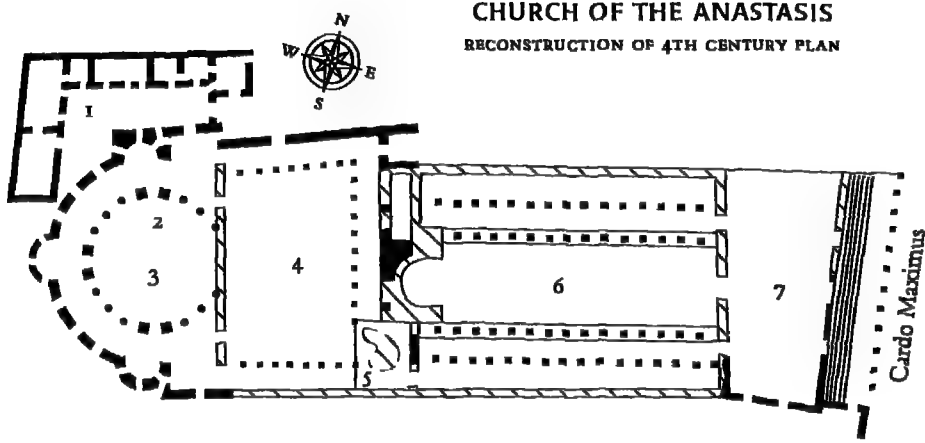 CHURCH OF THE ANASTASIS
RECONSTRUCTION OF 4TH CENTURY PLAN
N
W
E
S
1
2
3
4
5
6
7
Cardo Maximus